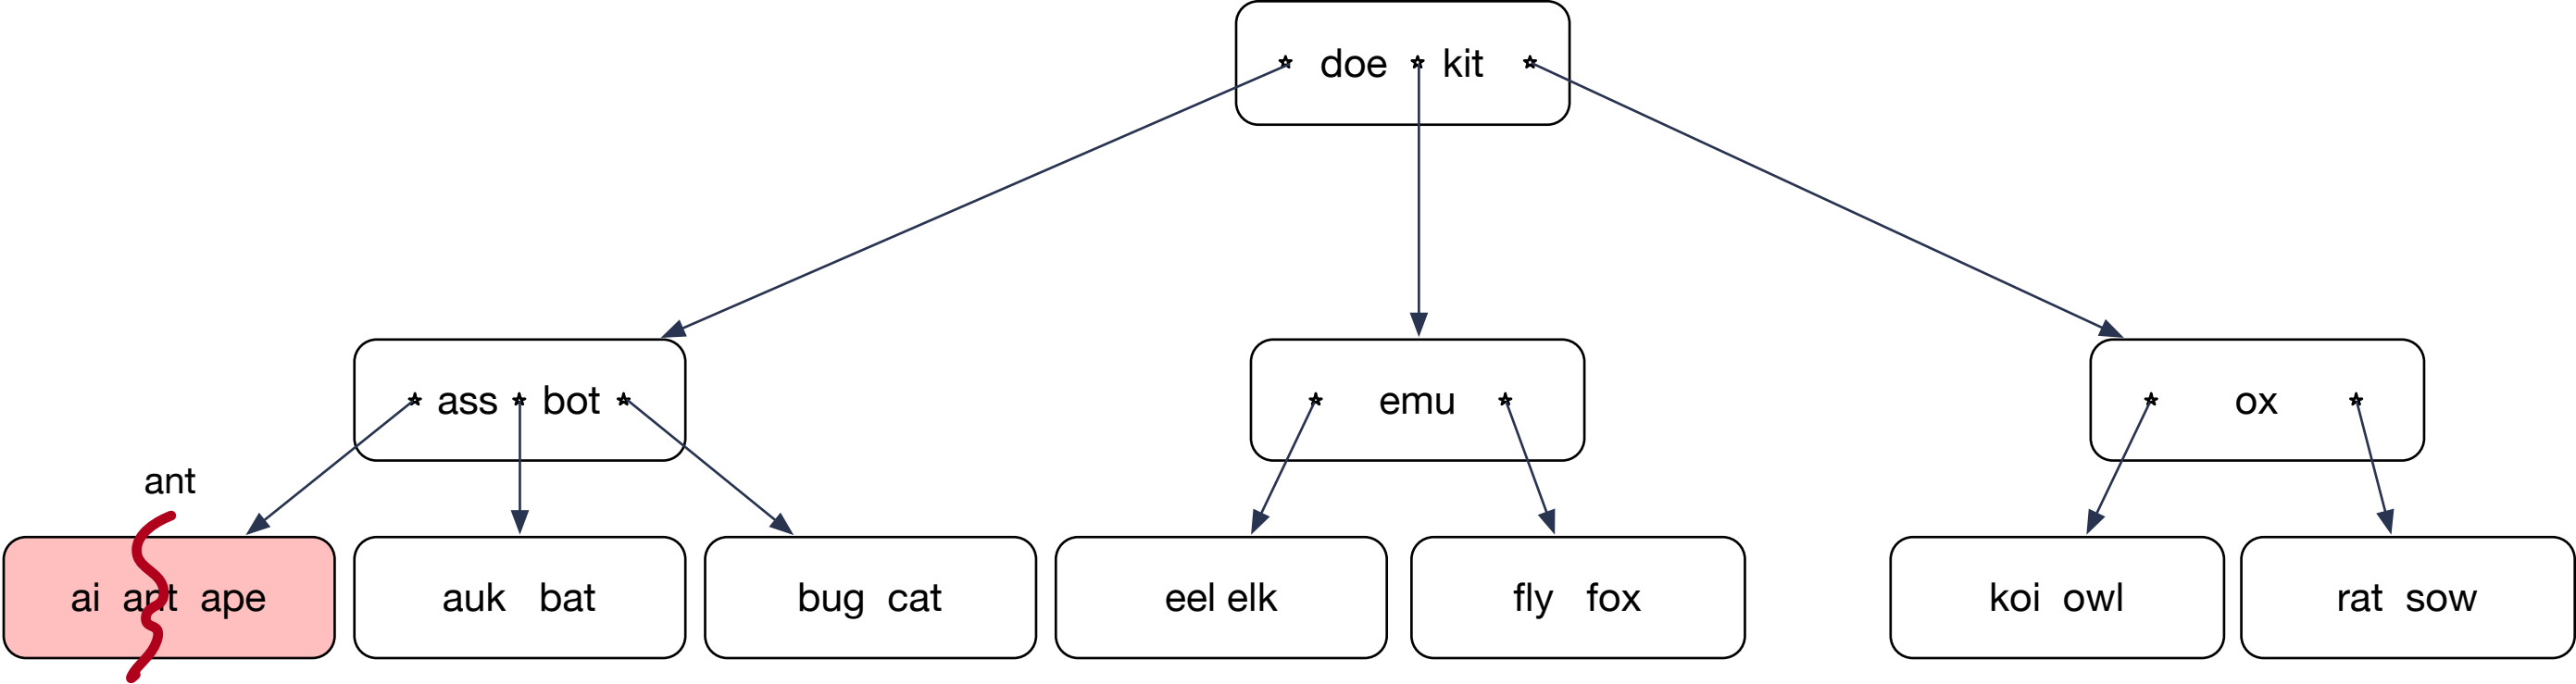 doe kit
ass bot
emu
ox
ant
ai ant ape
auk bat
bug cat
eel elk
fly fox
koi owl
rat sow